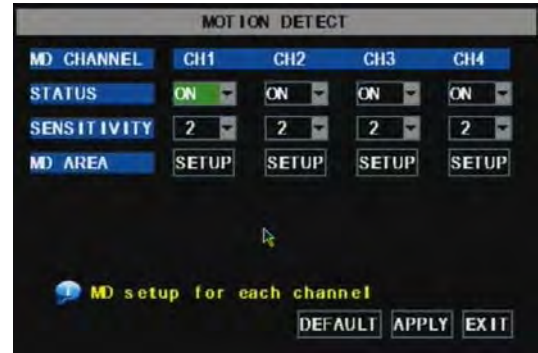 MOTION DETECT
MD CHANNEL CH1 CH2 CH3 CH4
STATUS ON ON ON ON
SENSITIVITY 2 2 2 2
MD AREA SETUP SETUP SETUP SETUP
MD setup for each channel
DEFAULT APPLY EXIT